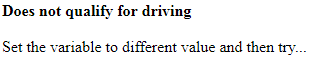 Does not qualify for driving
Set the variable to different value and then try...